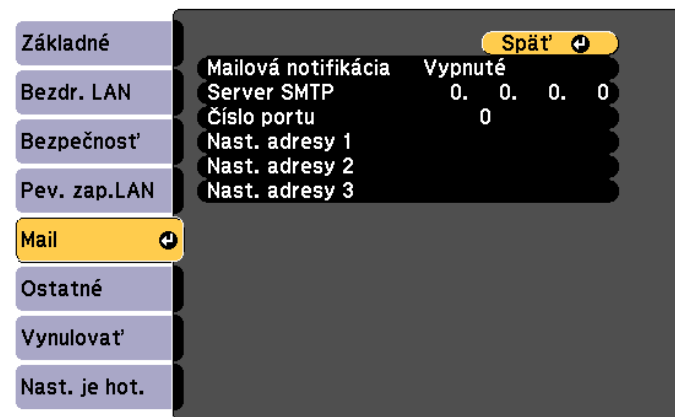 Základné
Bezdr. LAN
Bezpečnosť
Pev. zap.LAN
Mail
Ostatné
Vynulovať
Nast. je hot.
Späť
Mailová notifikácia Vypnuté
Server SMTP 0. 0. 0. 0
Číslo portu 0
Nast. adresy 1
Nast. adresy 2
Nast. adresy 3